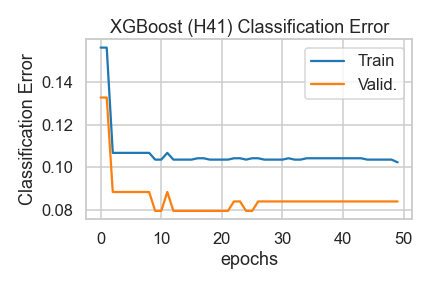 XGBoost (H41) Classification Error
Classification Error
0.14
0.12
0.10
0.08
Train
Valid.
0
10
20
30
40
50
epochs